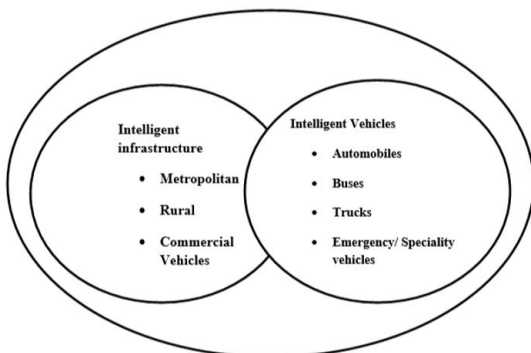 Intelligent
infrastructure
• Metropolitan
• Rural
• Commercial
Vehicles
Intelligent Vehicles
• Automobiles
• Buses
• Trucks
• Emergency/ Speciality
vehicles